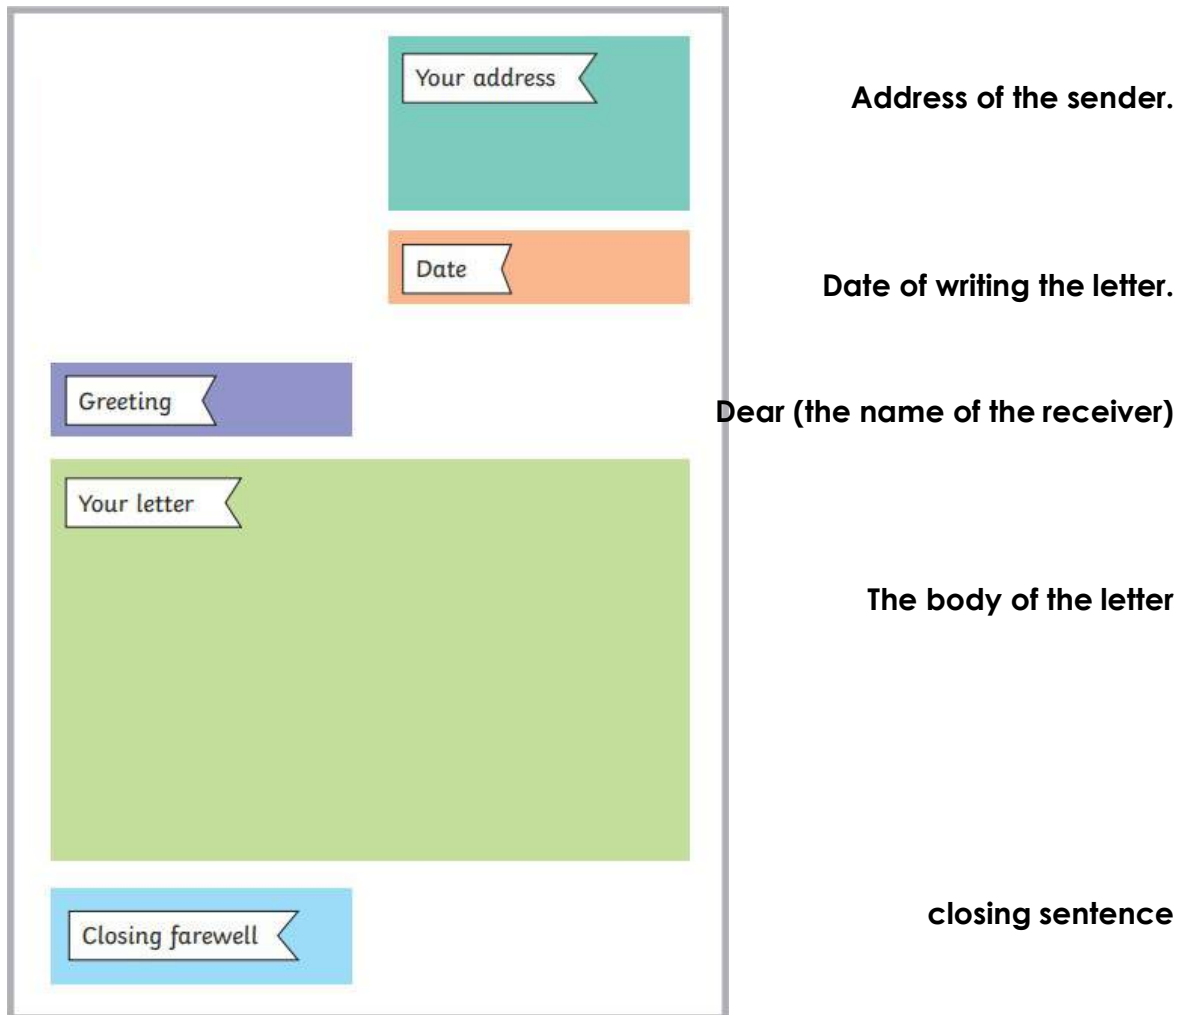 Your address
Address of the sender.
Date
Date of writing the letter.
Greeting
Dear (the name of the receiver)
Your letter
The body of the letter
closing sentence
Closing farewell